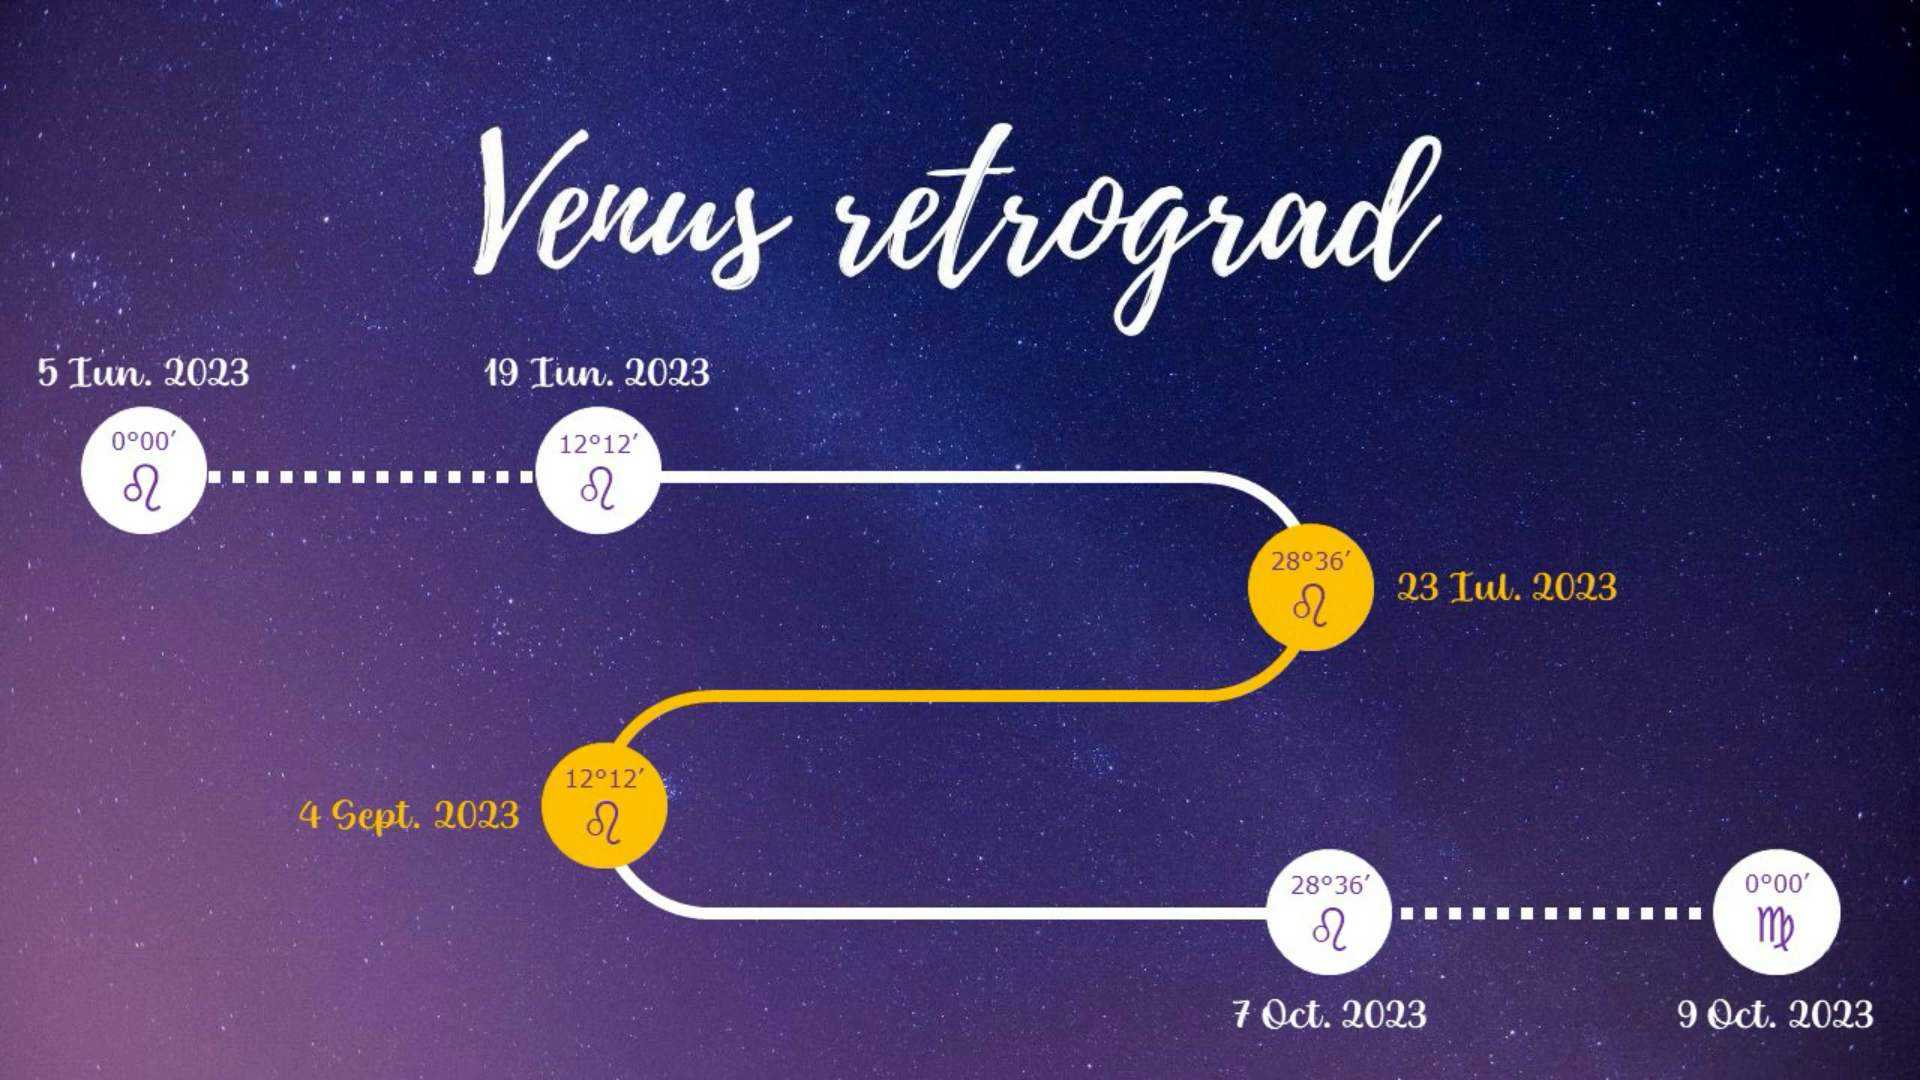 Venus retrograd
5 Iun. 2023
19 Iun. 2023
0°00′
♌
12°12′
♌
28°36′
♌
23 Iul. 2023
12°12′
♌
4 Sept. 2023
28°36′
♌
0°00′
♍
7 Oct. 2023
9 Oct. 2023